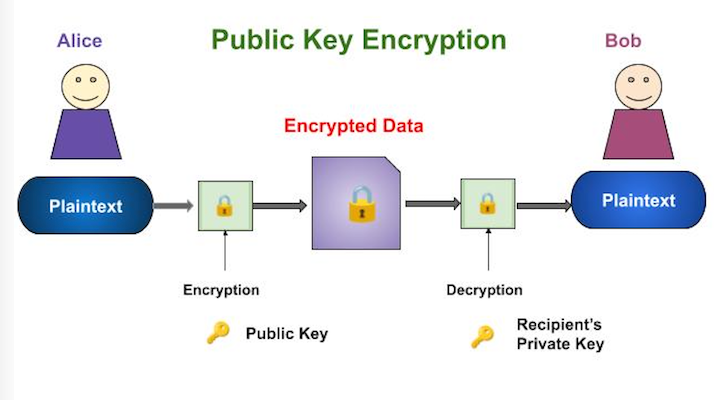 Alice
Public Key Encryption
Bob
Encrypted Data
Plaintext
Plaintext
Encryption
Decryption
Public Key
Recipient's
Private Key